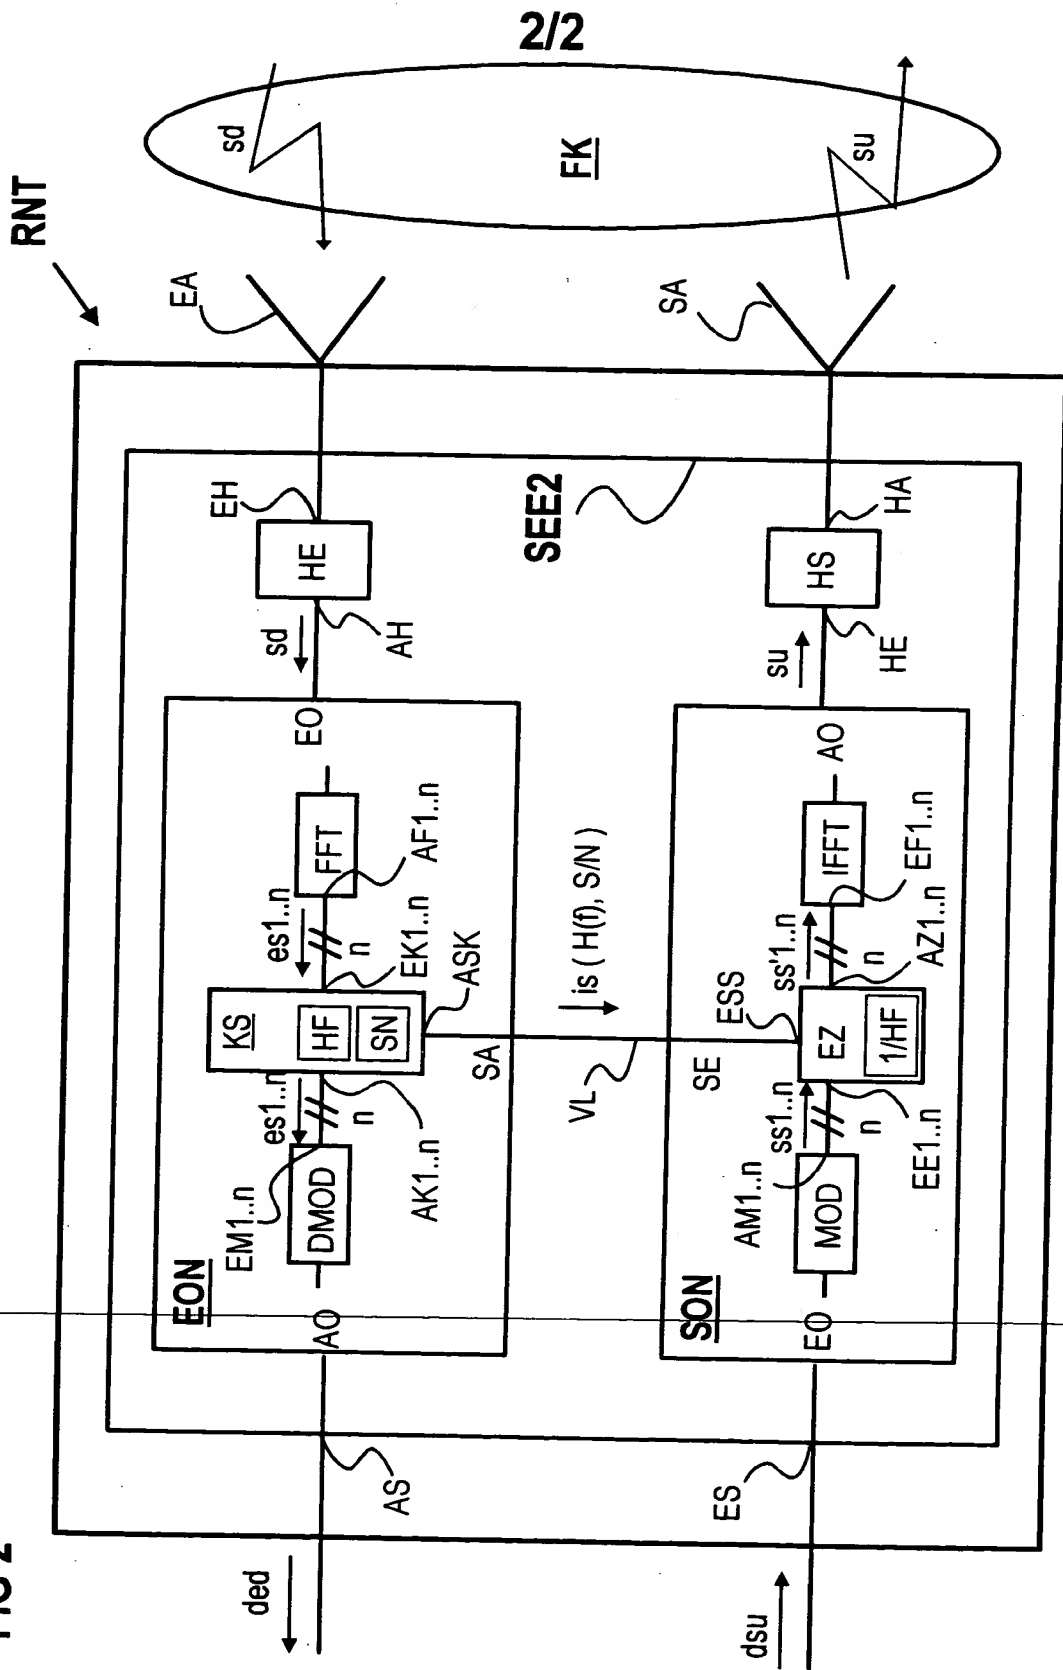 2/2
FIG 2
RNT
SEE2
FK
sd
su
EA
SA
EH
HE
AH
sd
EO
FFT
AF1..n
es1..n
n
EK1..n
KS
HF
SN
ASK
SA
es1..n
n
AK1..n
EM1..n
DMOD
EON
AO
AS
ded
VL
is ( H(f), S/N )
HA
HS
HE
su
AO
IFFT
EF1..n
ss'1..n
n
AZ1..n
ESS
SE
EZ
1/HF
ss1..n
n
EE1..n
AM1..n
MOD
SON
EO
ES
dsu